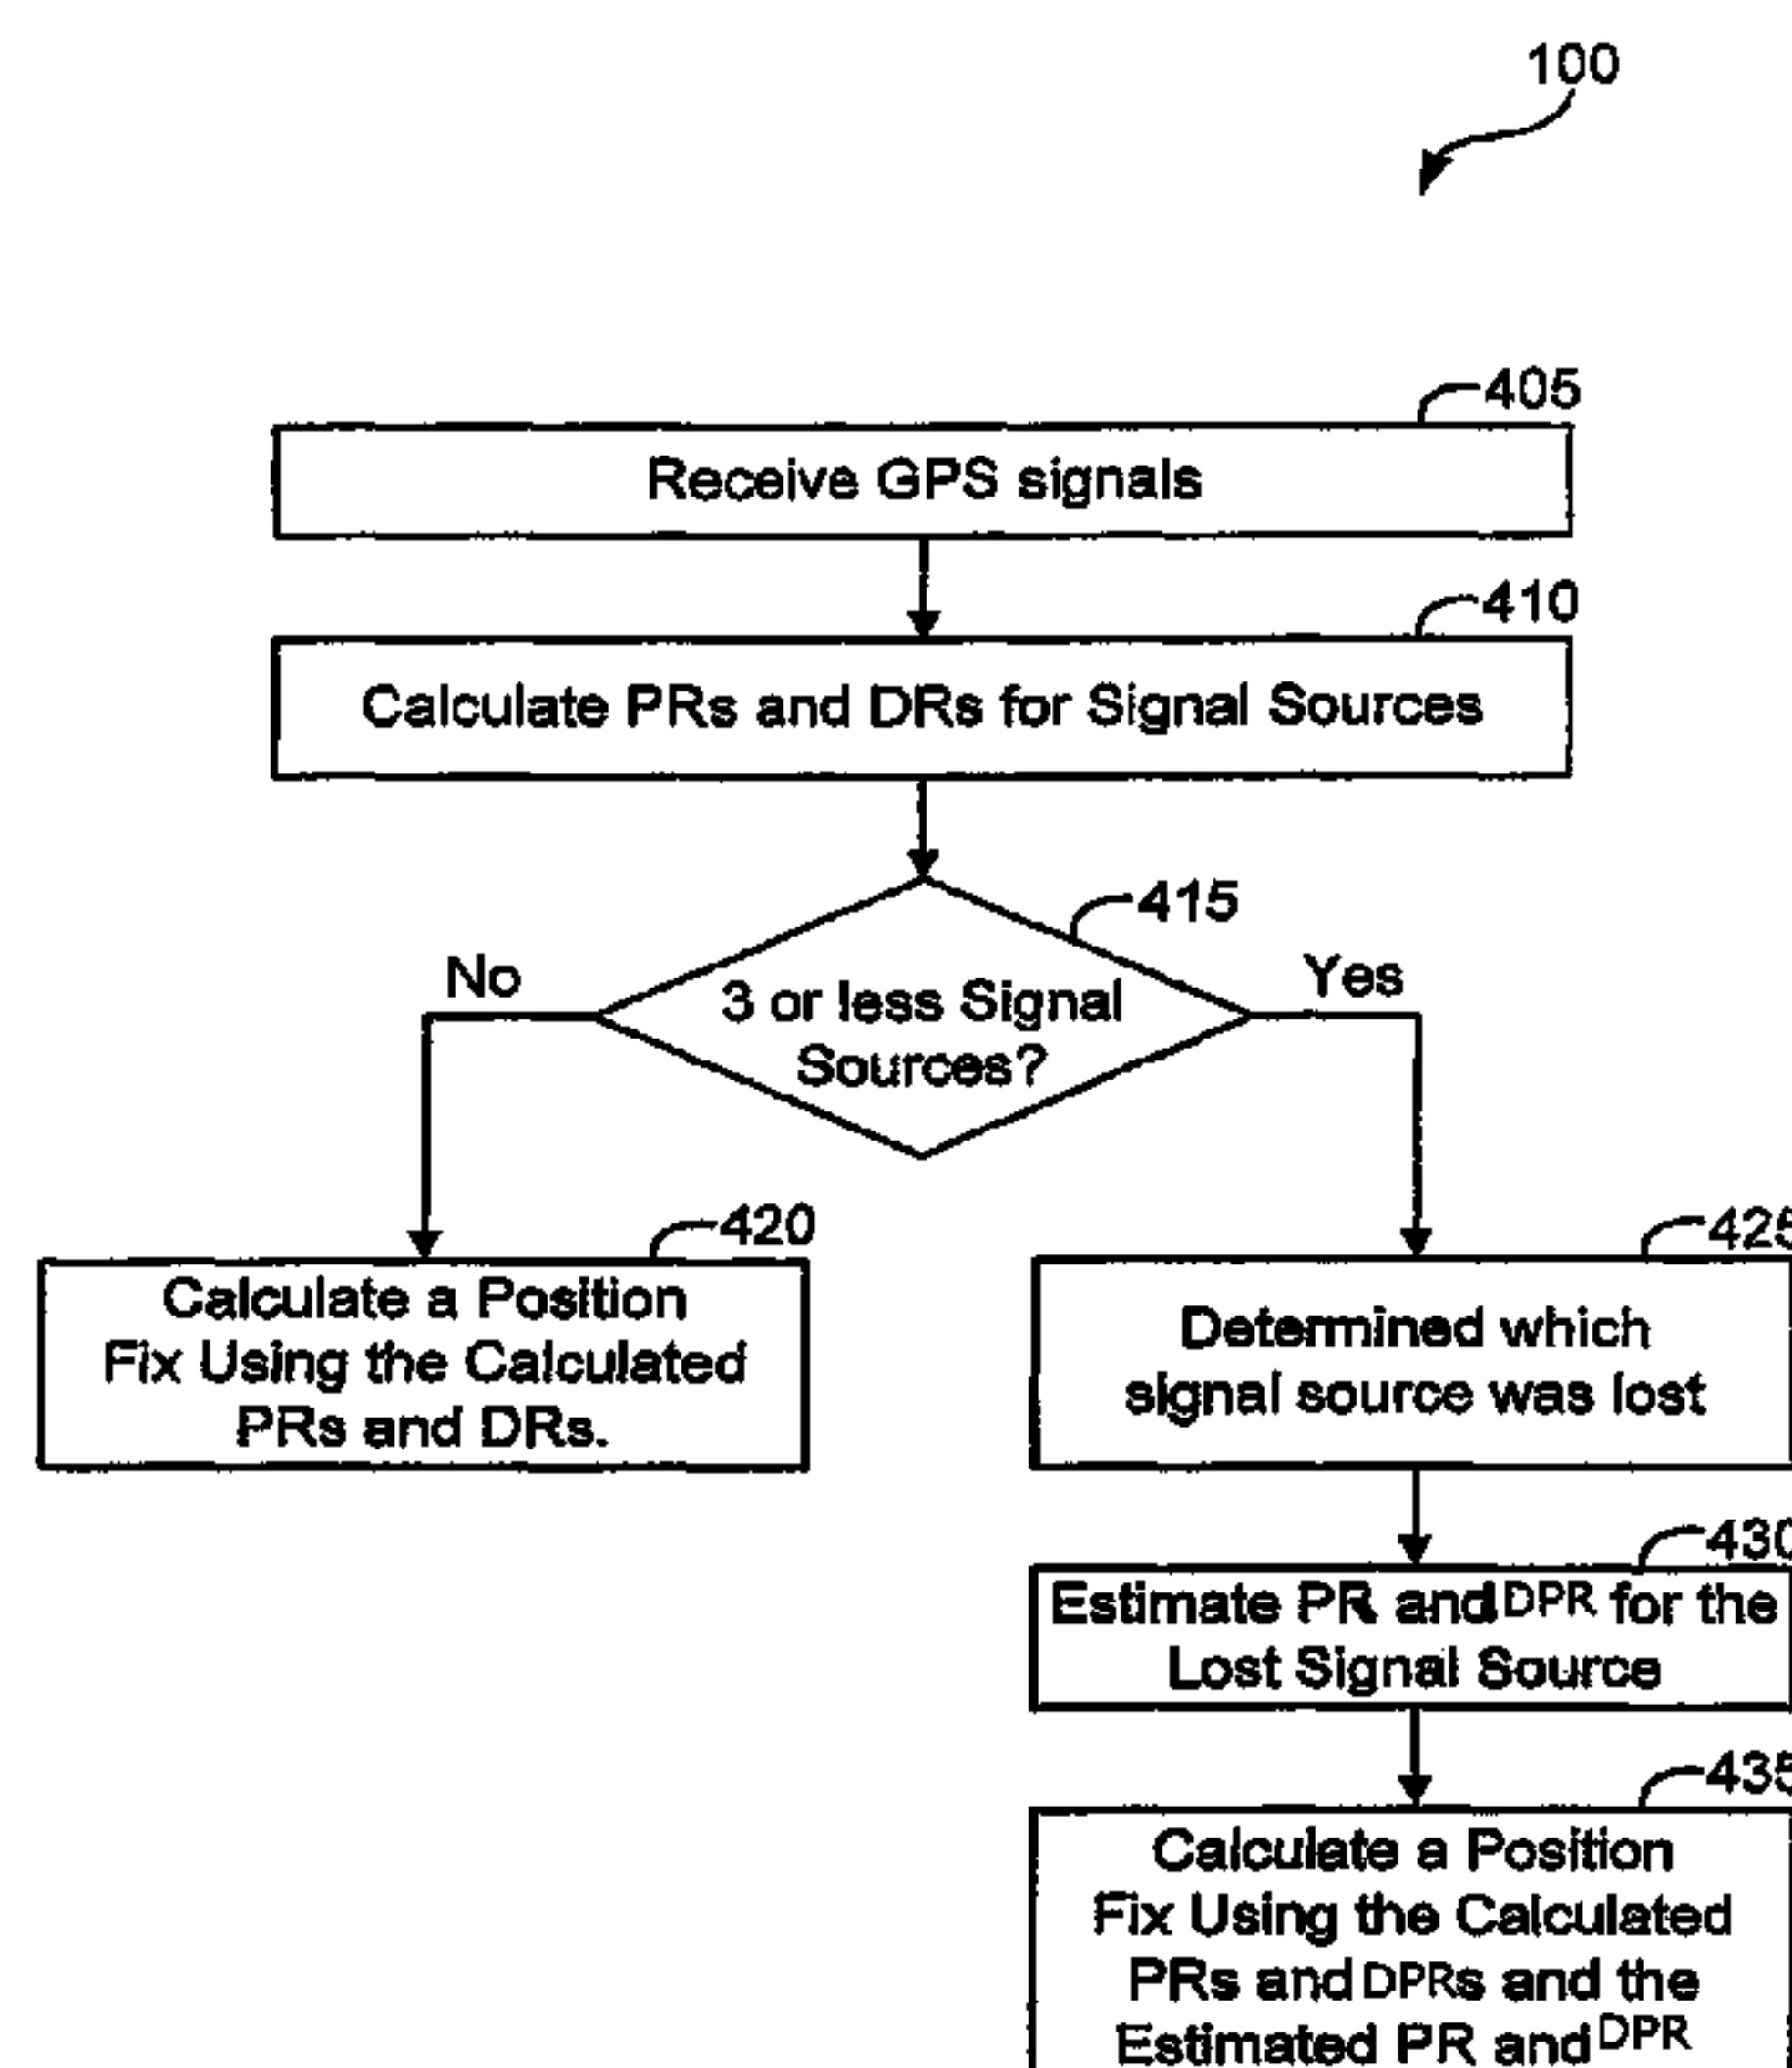 100
405
Receive GPS signals
410
Calculate PRs and DRs for Signal Sources
415
No
Yes
3 or less Signal
Sources?
420
Calculate a Position
Fix Using the Calculated
PRs and DRs.
425
Determined which
signal source was lost
430
Estimate PR and DPR for the
Lost Signal Source
435
Calculate a Position
Fix Using the Calculated
PRs and DPRs and the
Estimated PR and DPR